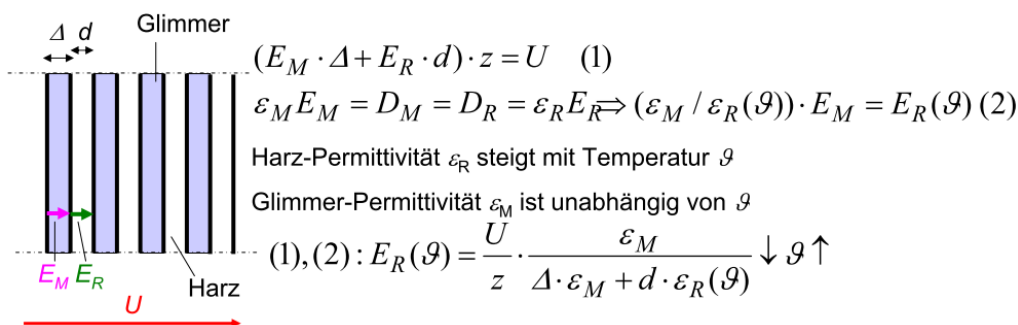 Glimmer
Δ d
(E_M · Δ + E_R · d) · z = U (1)
ε_M E_M = D_M = D_R = ε_R E_R ⇒ (ε_M / ε_R(ϑ)) · E_M = E_R(ϑ) (2)
Harz-Permittivität ε_R steigt mit Temperatur ϑ
Glimmer-Permittivität ε_M ist unabhängig von ϑ
(1),(2) : E_R(ϑ) = U/z · ε_M/(Δ · ε_M + d · ε_R(ϑ)) ↓ ϑ ↑
E_M E_R
Harz
U